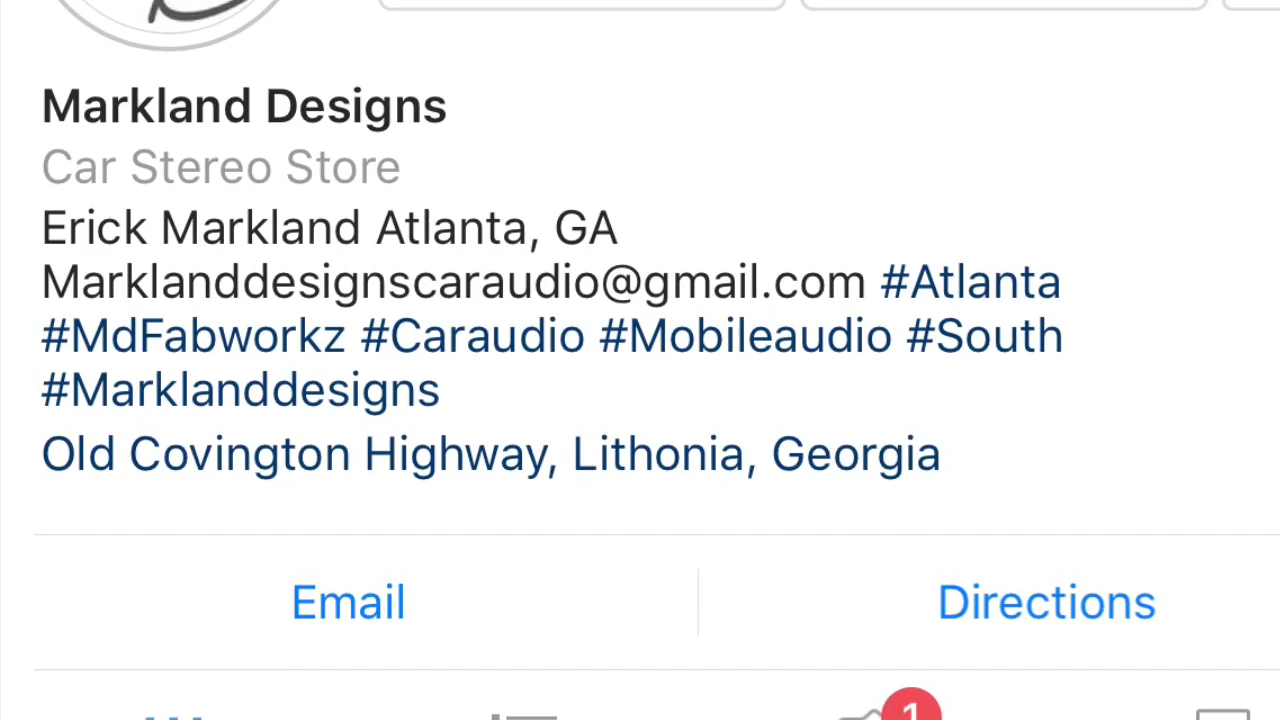 Markland Designs
Car Stereo Store
Erick Markland Atlanta, GA
Marklanddesignscaraudio@gmail.com #Atlanta
#MdFabworkz #Caraudio #Mobileaudio #South
#Marklanddesigns
Old Covington Highway, Lithonia, Georgia
Email
Directions
1